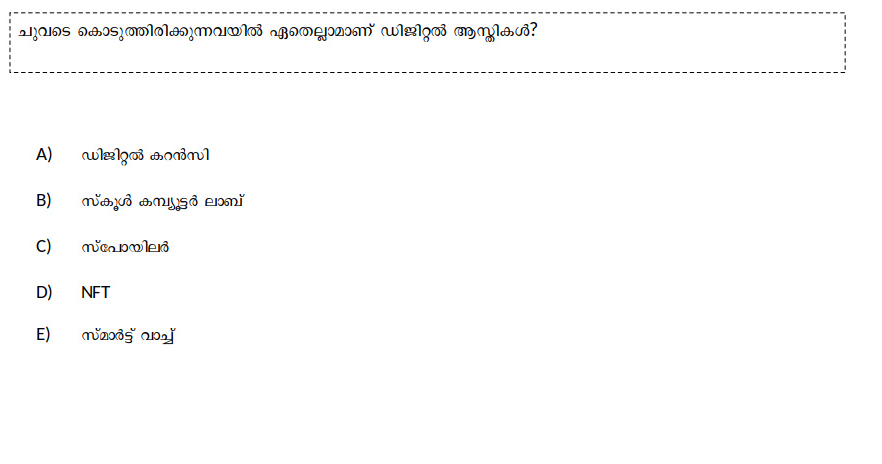 ചുവടെ കൊടുത്തിരിക്കുന്നവയിൽ ഏതെല്ലാമാണ് ഡിജിറ്റൽ ആസ്തികൾ?
A) ഡിജിറ്റൽ കറൻസി
B) സ്കൂൾ കമ്പ്യൂട്ടർ ലാബ്
C) സ്പോയിലർ
D) NFT
E) സ്മാർട്ട് വാച്ച്